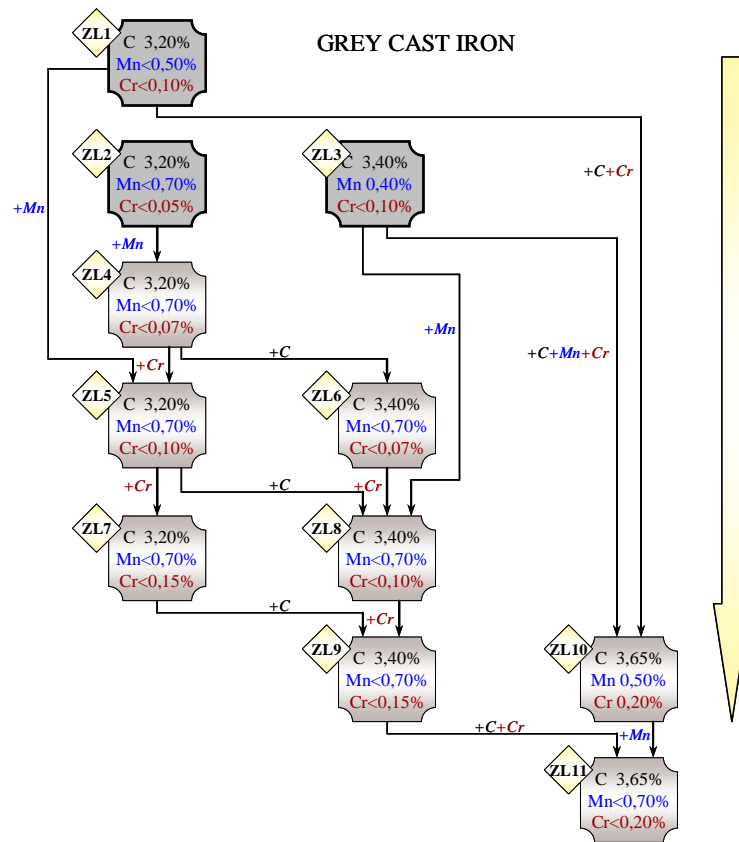 GREY CAST IRON
ZL1
C 3,20%
Mn<0,50%
Cr<0,10%
ZL2
C 3,20%
Mn<0,70%
Cr<0,05%
ZL3
C 3,40%
Mn 0,40%
Cr<0,10%
+C+Cr
+Mn
+Mn
ZL4
C 3,20%
Mn<0,70%
Cr<0,07%
+Mn
+C+Mn+Cr
+Cr
+C
ZL5
C 3,20%
Mn<0,70%
Cr<0,10%
ZL6
C 3,40%
Mn<0,70%
Cr<0,07%
+Cr
+C
+Cr
ZL7
C 3,20%
Mn<0,70%
Cr<0,15%
ZL8
C 3,40%
Mn<0,70%
Cr<0,10%
+C
+Cr
ZL9
C 3,40%
Mn<0,70%
Cr<0,15%
ZL10
C 3,65%
Mn 0,50%
Cr 0,20%
+C+Cr
+Mn
ZL11
C 3,65%
Mn<0,70%
Cr<0,20%